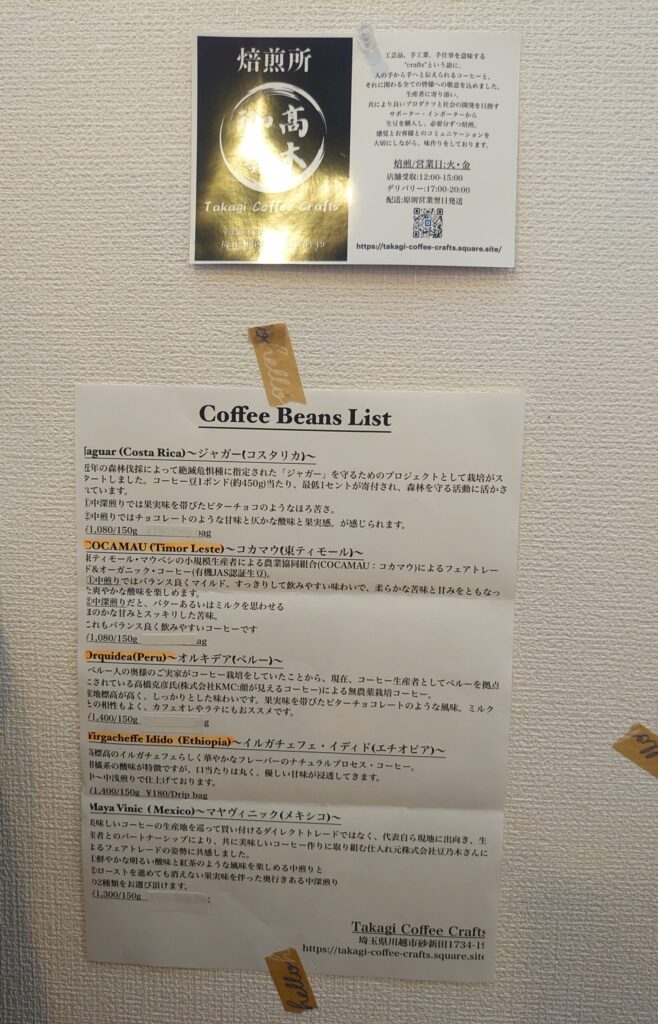 焙煎所
高木
Takagi Coffee Crafts
工芸品、手工業、手仕事を意味する
"crafts"という語に、
人の手から手へと伝えられるコーヒーと、
それに関わる全ての皆様への敬意を込めました。
生産者に寄り添い、
共により良いプロダクツと社会の開発を目指す
サポーター・インポーターから
生豆を購入し、必要分ずつ焙煎。
感覚とお客様とのコミュニケーションを
大切にしながら、味作りをしております。
焙煎/営業日:火・金
店舗受取:12:00-15:00
デリバリー:17:00-20:00
配送:原則営業翌日発送
https://takagi-coffee-crafts.square.site/
hello
Coffee Beans List
Jaguar (Costa Rica)～ジャガー(コスタリカ)～
近年の森林伐採によって絶滅危惧種に指定された「ジャガー」を守るためのプロジェクトとして栽培がス
タートしました。コーヒー豆1ポンド(約450g)当たり、最低1セントが寄付され、森林を守る活動に活かさ
れています。
①中深煎りでは果実味を帯びたビターチョコのようなほろ苦さ。
②中煎りではチョコレートのような甘味と仄かな酸味と果実感。が感じられます。
¥1,080/150g bag
COCAMAU (Timor Leste)～コカマウ(東ティモール)～
東ティモール・マウベシの小規模生産者による農業協同組合(COCAMAU：コカマウ)によるフェアトレー
ド&オーガニック・コーヒー(有機JAS認証生豆)。
①中煎りではバランス良くマイルド、すっきりして飲みやすい味わいで、柔らかな苦味と甘みをともなっ
た爽やかな酸味を楽しめます。
②中深煎りだと、バターあるいはミルクを思わせる
ほのかな甘みとスッキリした苦味。
これもバランス良く飲みやすいコーヒーです
¥1,080/150g ag
Orquidea(Peru)～オルキデア(ペルー)～
ペルー人の奥様のご実家がコーヒー栽培をしていたことから、現在、コーヒー生産者としてペルーを拠点
にされている高橋克彦氏(株式会社KMC:顔が見えるコーヒー)による無農薬栽培コーヒー。
産地標高が高く、しっかりとした味わいです。果実味を帯びたビターチョコレートのような風味。ミルク
との相性もよく、カフェオレやラテにもおススメです。
¥1,400/150g g
Yirgacheffe Idido (Ethiopia)～イルガチェフェ・イディド(エチオピア)～
高標高のイルガチェフェらしく華やかなフレーバーのナチュラルプロセス・コーヒー。
柑橘系の酸味が特徴ですが、口当たりは丸く、優しい甘味が浸透してきます。
中～中浅煎りで仕上げております。
¥1,400/150g ¥180/Drip bag
Maya Vinic (Mexico)～マヤヴィニック(メキシコ)～
美味しいコーヒーの生産地を巡って買い付けるダイレクトトレードではなく、代表自ら現地に出向き、生
産者とのパートナーシップにより、共に美味しいコーヒー作りに取り組む仕入れ元株式会社豆乃木さんに
よるフェアトレードの姿勢に共感しました。
①鮮やかな明るい酸味と紅茶のような風味を楽しめる中煎りと
②ローストを進めても消えない果実味を伴った奥行きある中深煎り
の2種類をお選び頂けます。
¥1,300/150g
Takagi Coffee Crafts
埼玉県川越市砂新田1734-19
https://takagi-coffee-crafts.square.site
hello